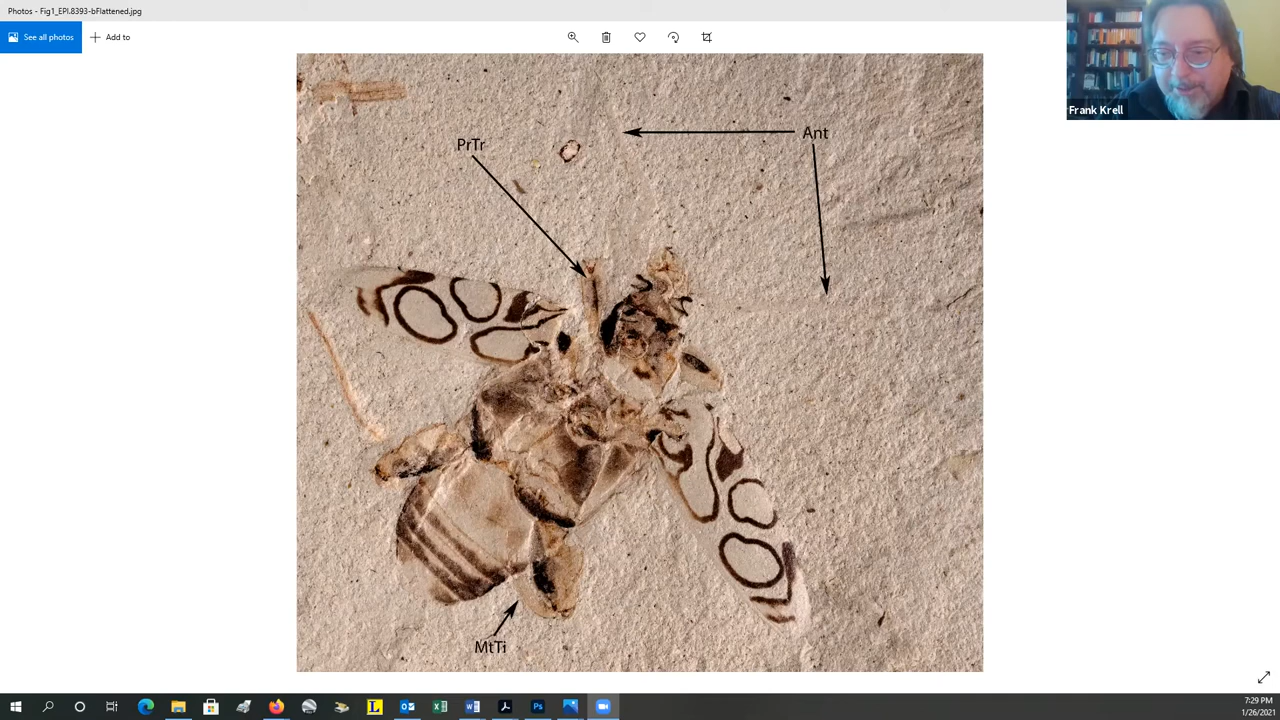 Photos - Fig1_EPI.8393-bFlattened.jpg
See all photos
Add to
Frank Krell
Ant
PrTr
MtTi
7:29 PM
1/26/2021